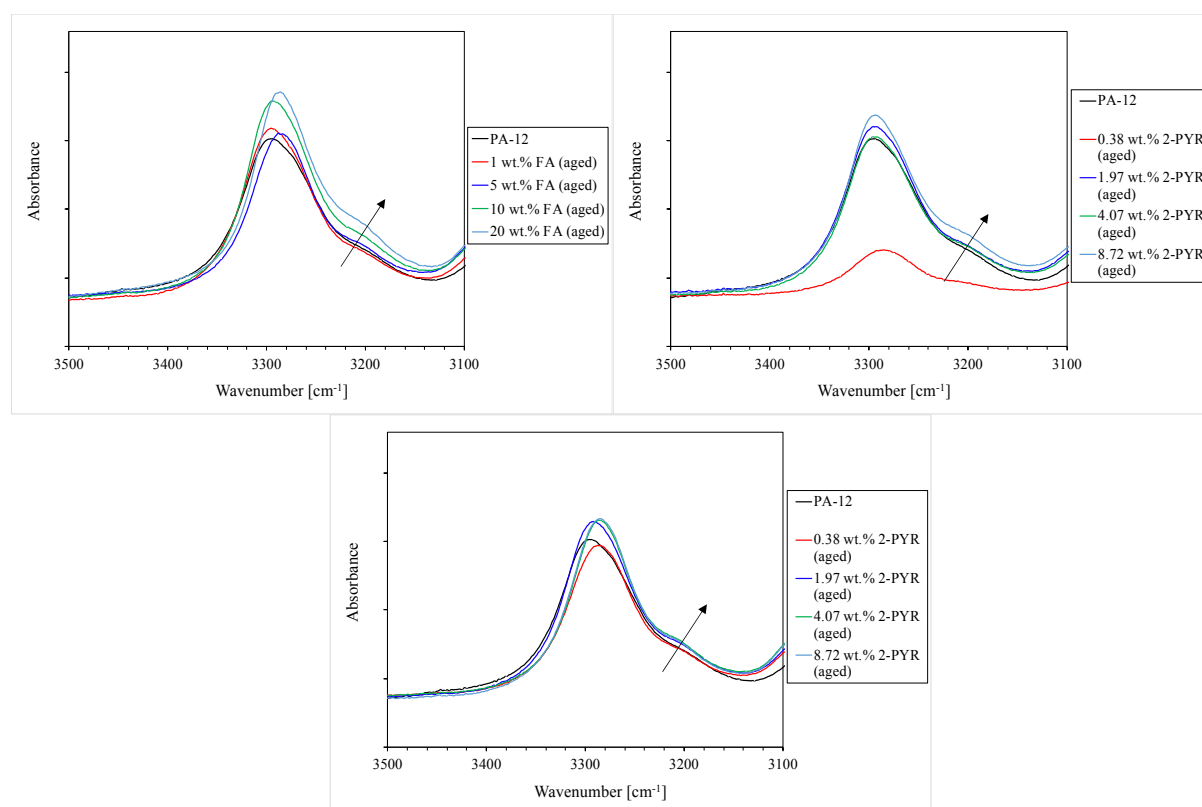 Absorbance
3500
3400
3300
3200
3100
Wavenumber [cm-1]
PA-12
1 wt.% FA (aged)
5 wt.% FA (aged)
10 wt.% FA (aged)
20 wt.% FA (aged)
Absorbance
3500
3400
3300
3200
3100
Wavenumber [cm-1]
PA-12
0.38 wt.% 2-PYR
(aged)
1.97 wt.% 2-PYR
(aged)
4.07 wt.% 2-PYR
(aged)
8.72 wt.% 2-PYR
(aged)
Absorbance
3500
3400
3300
3200
3100
Wavenumber [cm-1]
PA-12
0.38 wt.% 2-PYR
(aged)
1.97 wt.% 2-PYR
(aged)
4.07 wt.% 2-PYR
(aged)
8.72 wt.% 2-PYR
(aged)